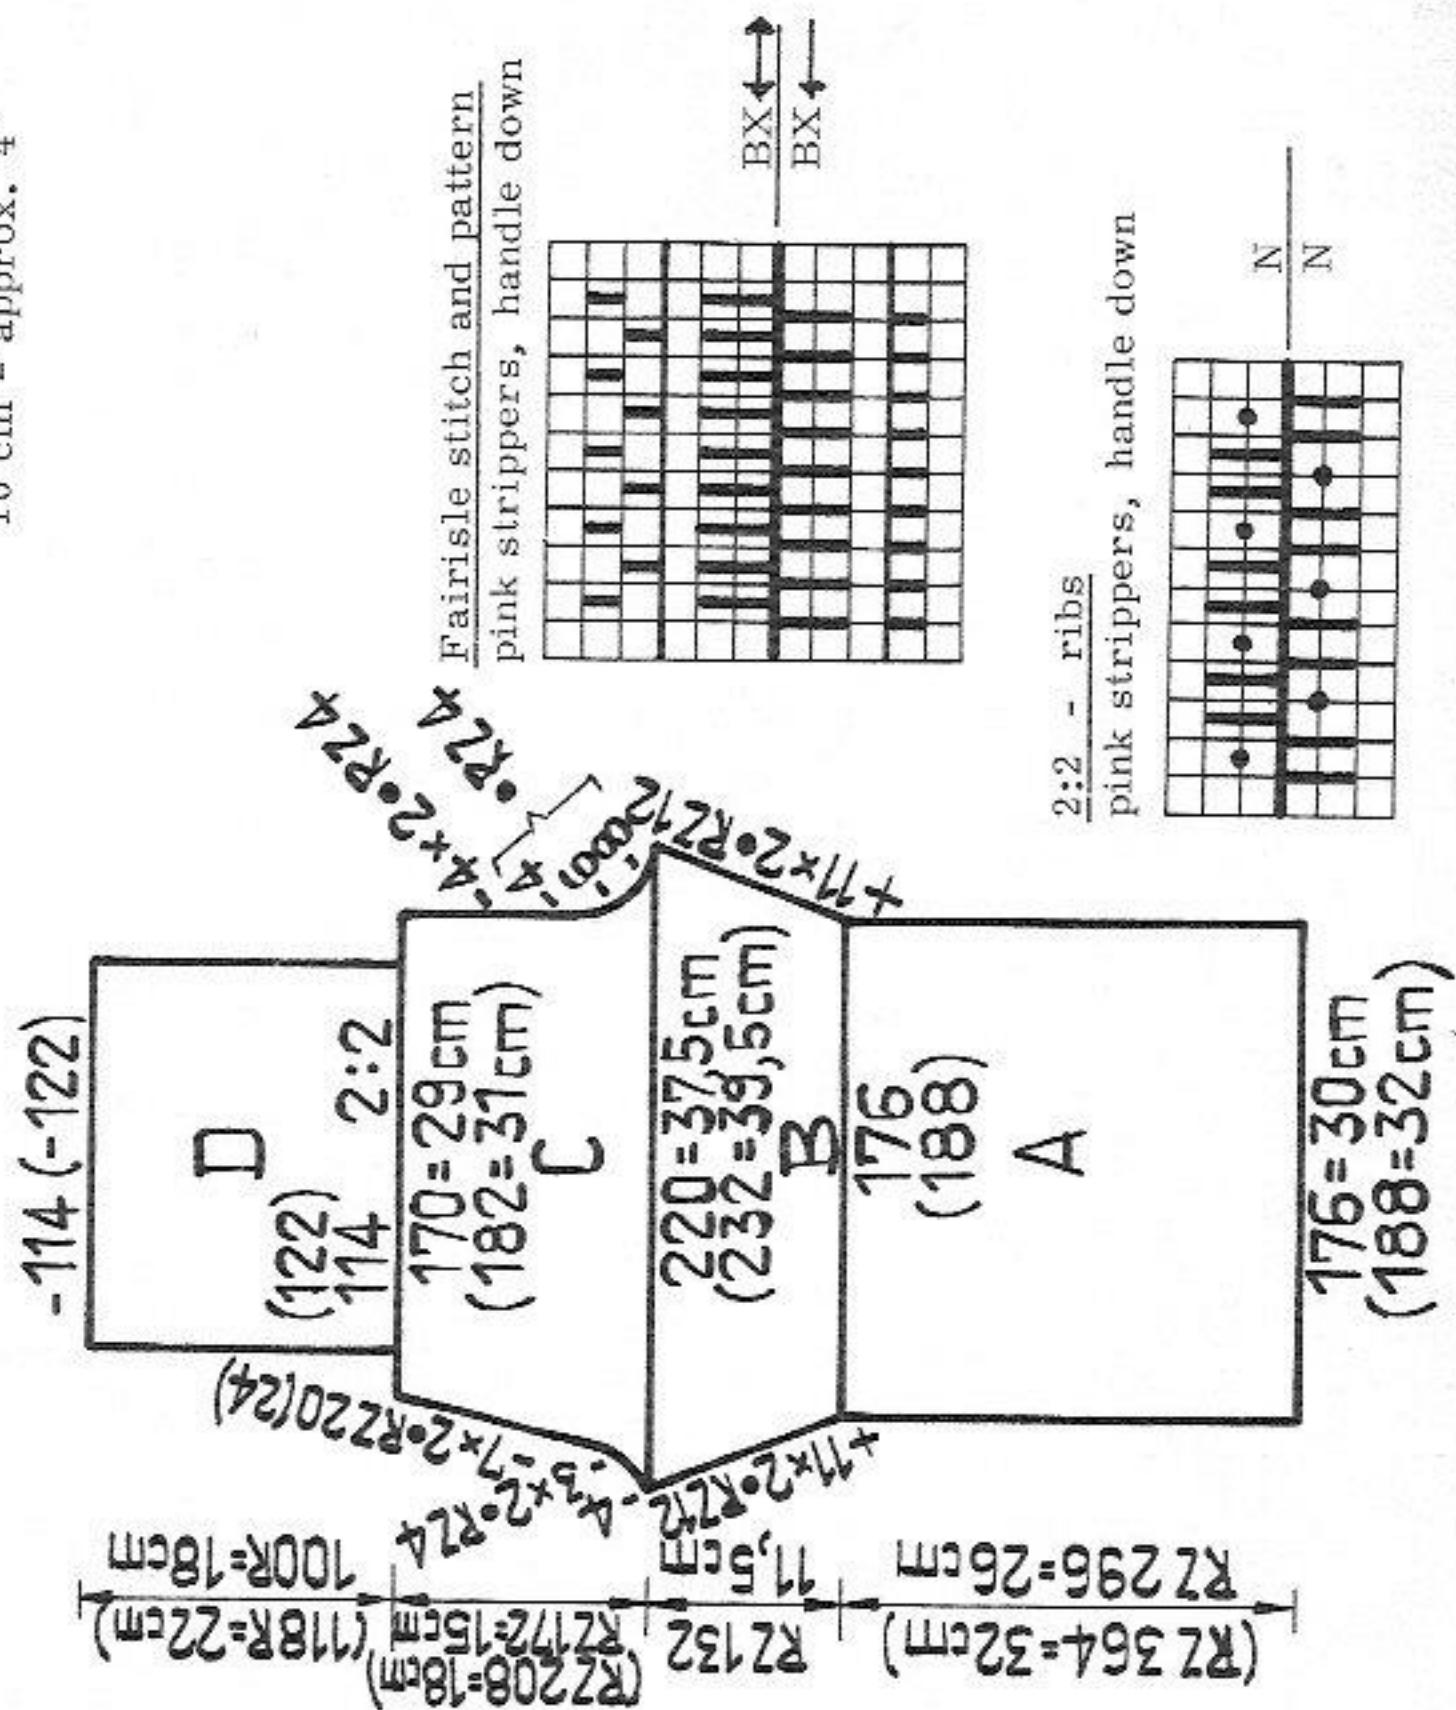 10 cm = approx. 4
Fairisle stitch and pattern
pink strippers, handle down
BX
BX
2:2 - ribs
pink strippers, handle down
N
N
-114 (-122)
D
(122)
114
2:2
100R=18cm
(118R=22cm)
170=29cm
(182=31cm)
C
-7×2•RZ20(24)
-3×2•RZ4
-4
-4×2•RZ4
-4
•RZ4
RZ172=15cm
(RZ208=18cm)
220=37,5cm
(232=39,5cm)
B
+11×2•RZ12
+11×2•RZ12
11,5cm
RZ132
176
(188)
A
RZ296=26cm
(RZ364=32cm)
176=30cm
(188=32cm)